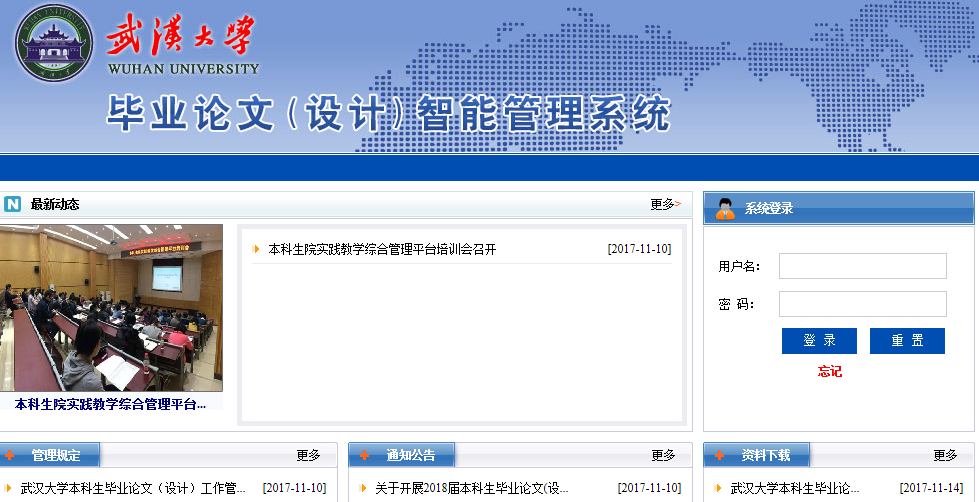 武漢大學
WUHAN UNIVERSITY
毕业论文(设计)智能管理系统
N 最新动态 更多>
本科生院实践教学综合管理平台培训会召开 [2017-11-10]
本科生院实践教学综合管理平台...
系统登录
用户名：
密 码：
登 录 重 置
忘记
管理规定 更多
武汉大学本科生毕业论文（设计）工作管... [2017-11-10]
通知公告 更多
关于开展2018届本科生毕业论文(设... [2017-11-10]
资料下载 更多
武汉大学本科生毕业论... [2017-11-14]